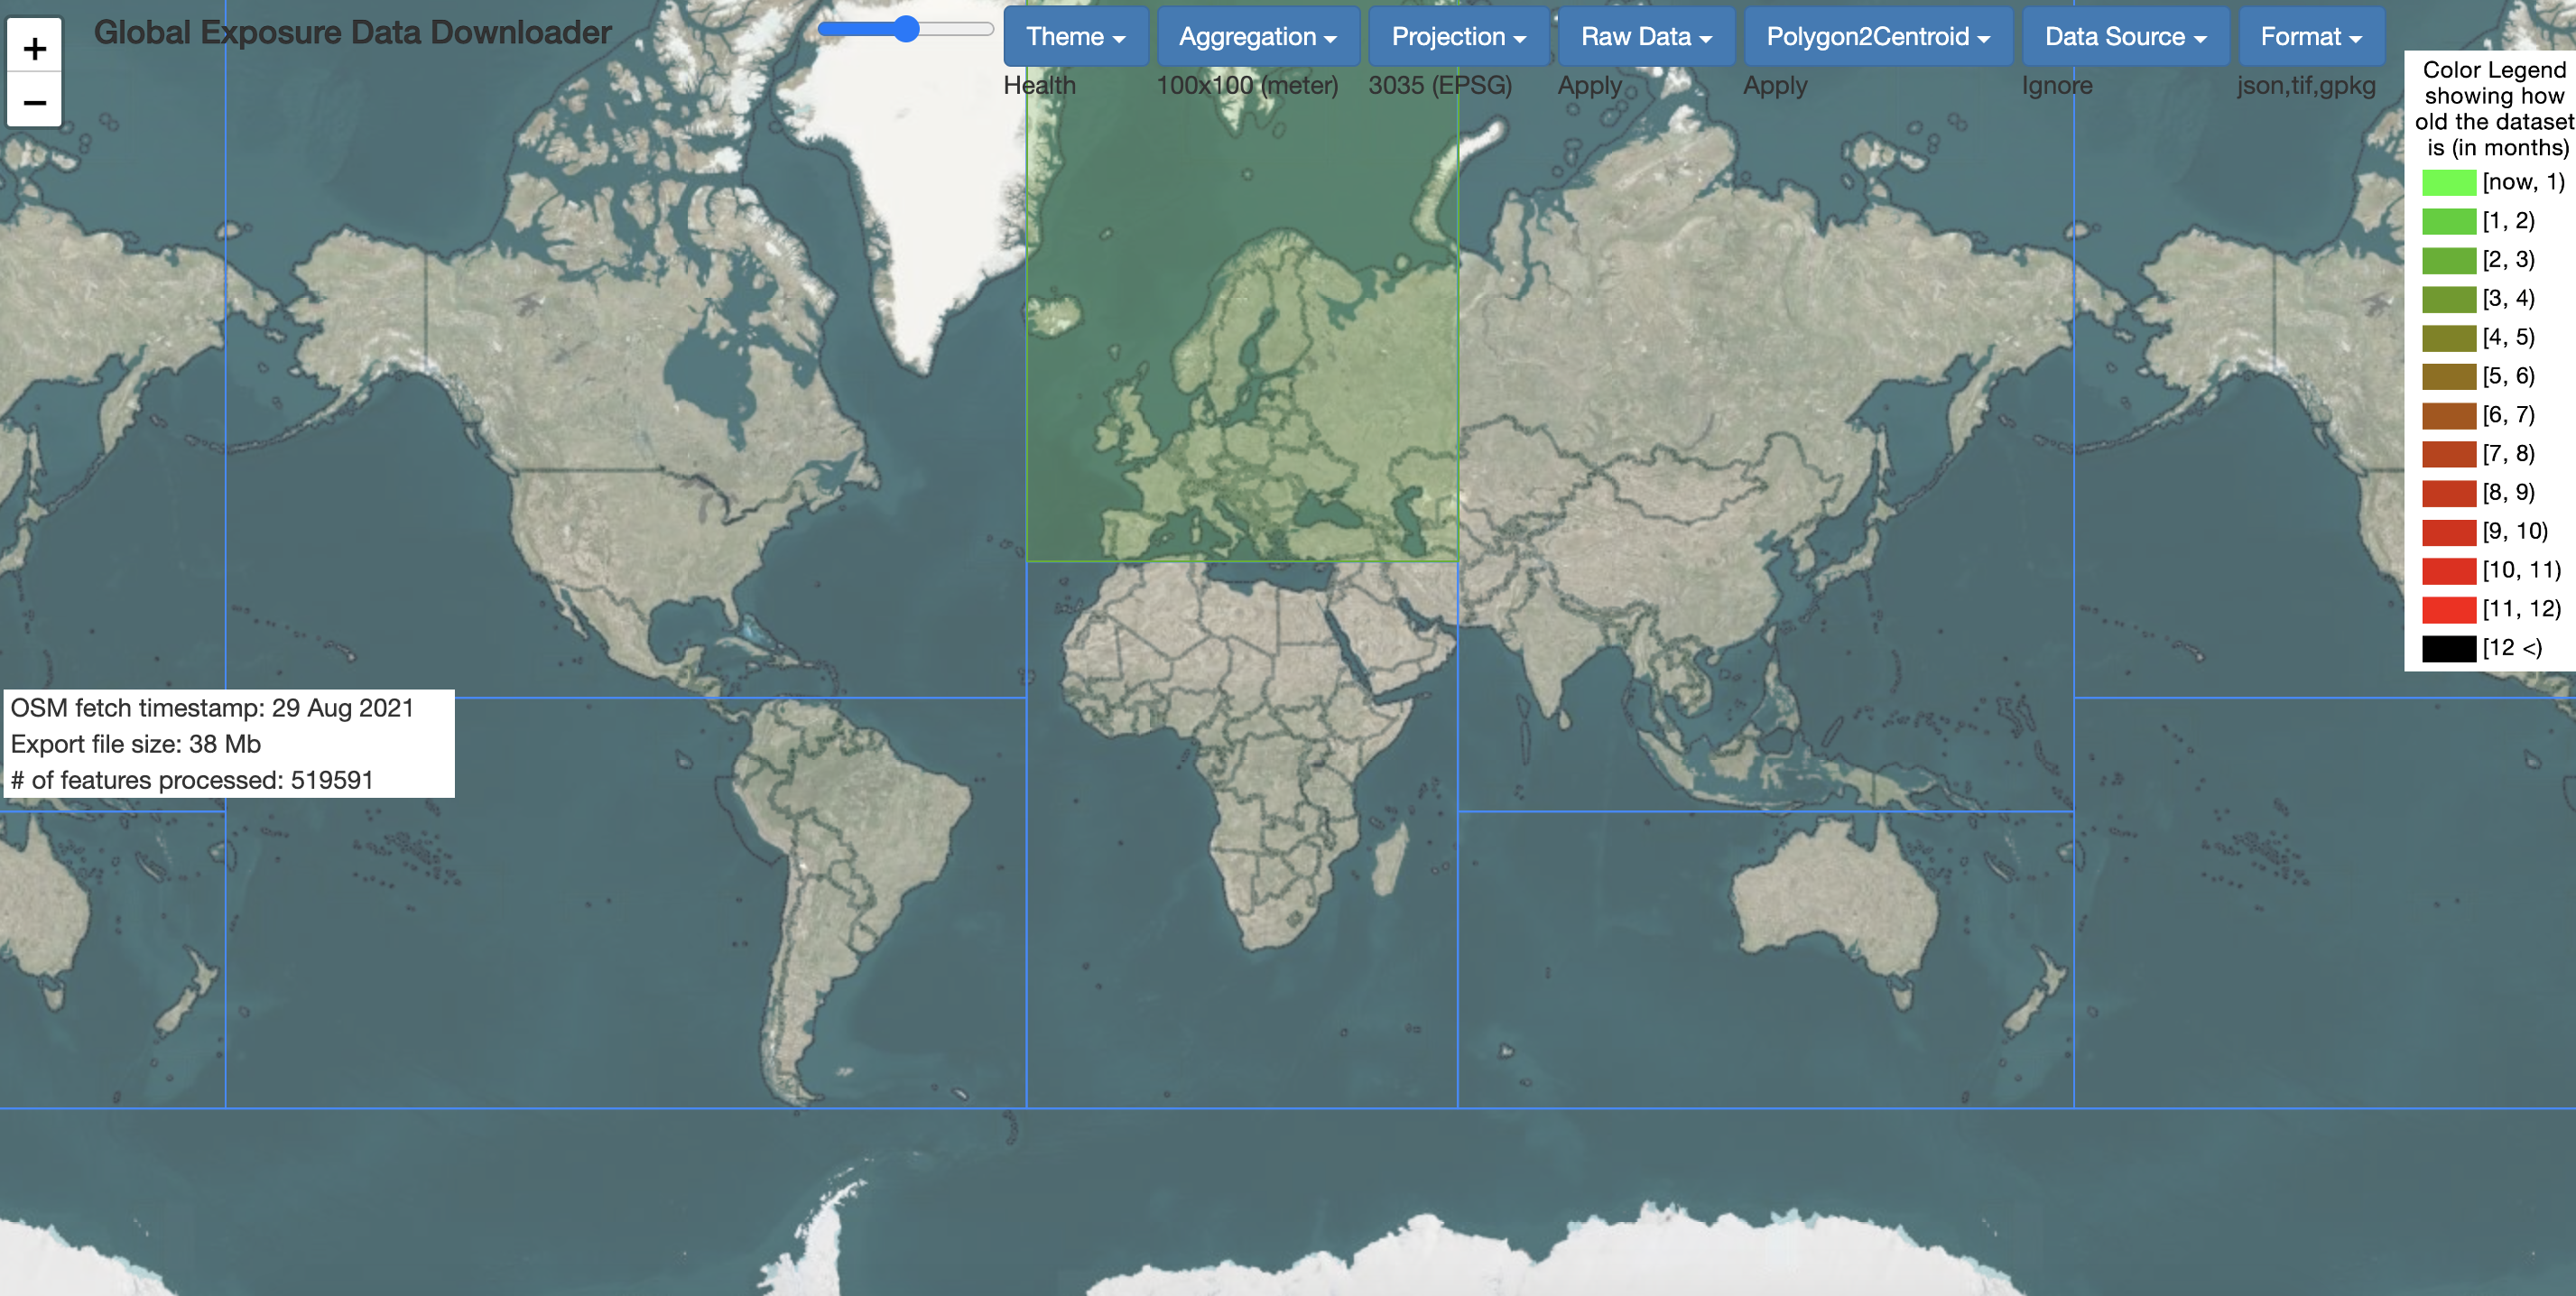 +
−
Global Exposure Data Downloader
Theme
Aggregation
Projection
Raw Data
Polygon2Centroid
Data Source
Format
Health
100x100 (meter)
3035 (EPSG)
Apply
Apply
Ignore
json,tif,gpkg
Color Legend
showing how
old the dataset
is (in months)
[now, 1)
[1, 2)
[2, 3)
[3, 4)
[4, 5)
[5, 6)
[6, 7)
[7, 8)
[8, 9)
[9, 10)
[10, 11)
[11, 12)
[12 <)
OSM fetch timestamp: 29 Aug 2021
Export file size: 38 Mb
# of features processed: 519591